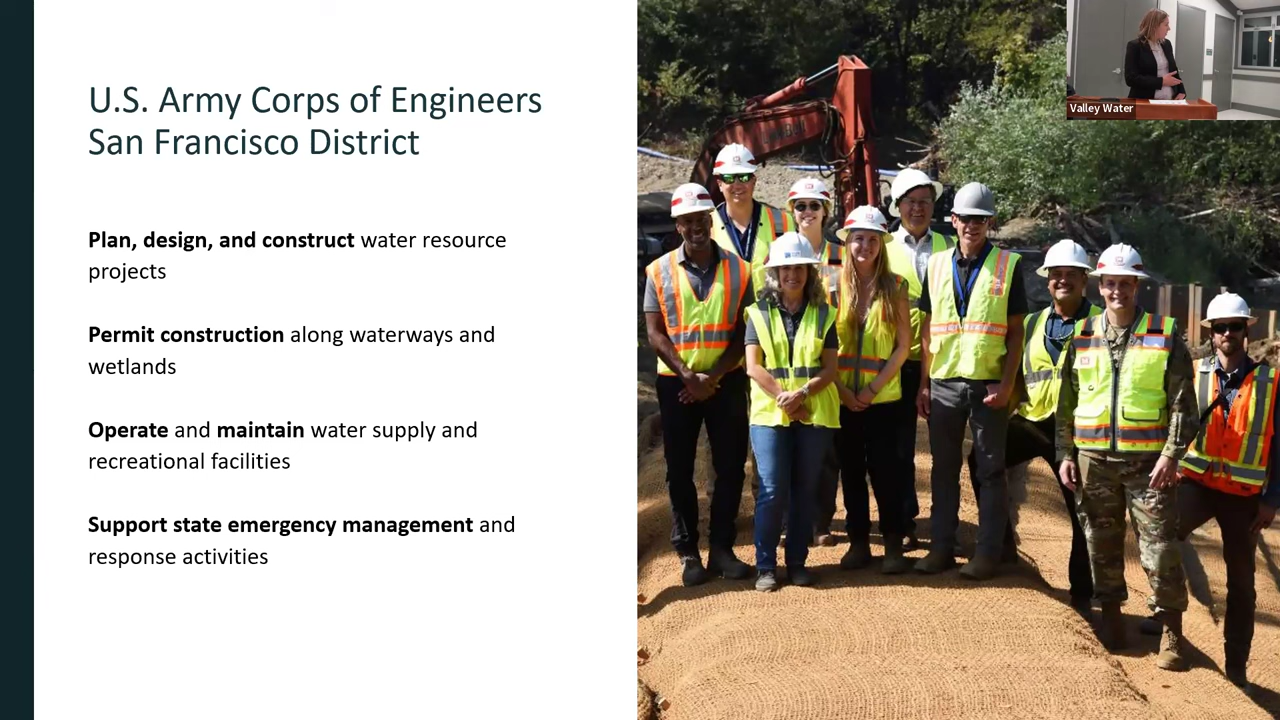 U.S. Army Corps of Engineers
San Francisco District
Plan, design, and construct water resource
projects
Permit construction along waterways and
wetlands
Operate and maintain water supply and
recreational facilities
Support state emergency management and
response activities
Valley Water